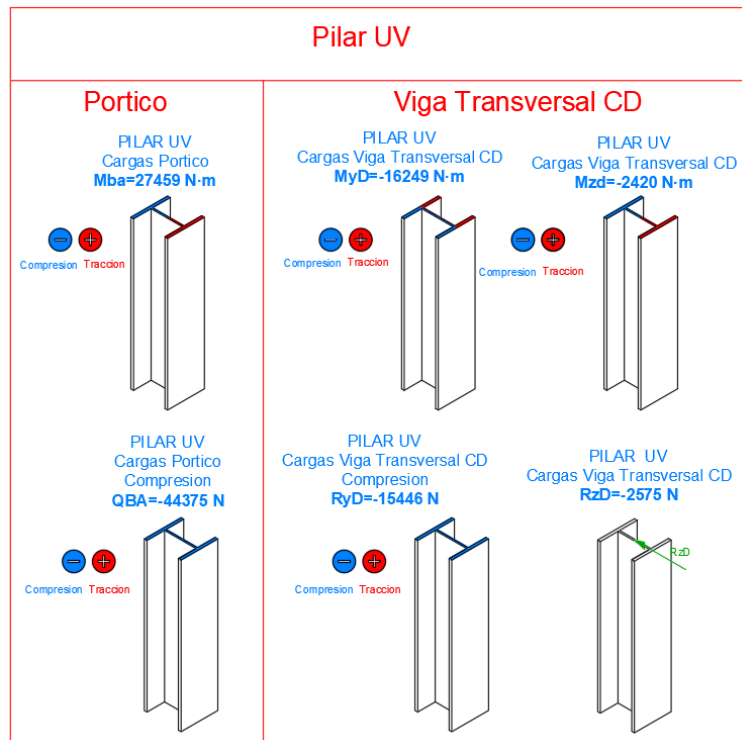 Pilar UV
Portico
Viga Transversal CD
PILAR UV
Cargas Portico
Mba=27459 N·m
Compresion Traccion
PILAR UV
Cargas Viga Transversal CD
MyD=-16249 N·m
Compresion Traccion
PILAR UV
Cargas Viga Transversal CD
Mzd=-2420 N·m
Compresion Traccion
PILAR UV
Cargas Portico
Compresion
QBA=-44375 N
Compresion Traccion
PILAR UV
Cargas Viga Transversal CD
Compresion
RyD=-15446 N
Compresion Traccion
PILAR UV
Cargas Viga Transversal CD
RzD=-2575 N
RzD